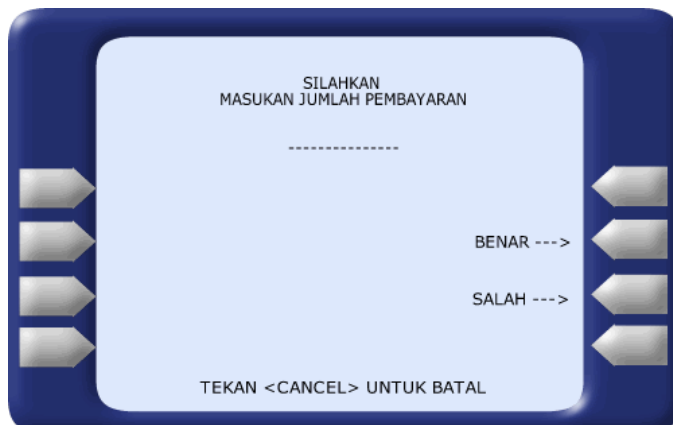 SILAHKAN
MASUKAN JUMLAH PEMBAYARAN
---------------
BENAR --->
SALAH --->
TEKAN <CANCEL> UNTUK BATAL